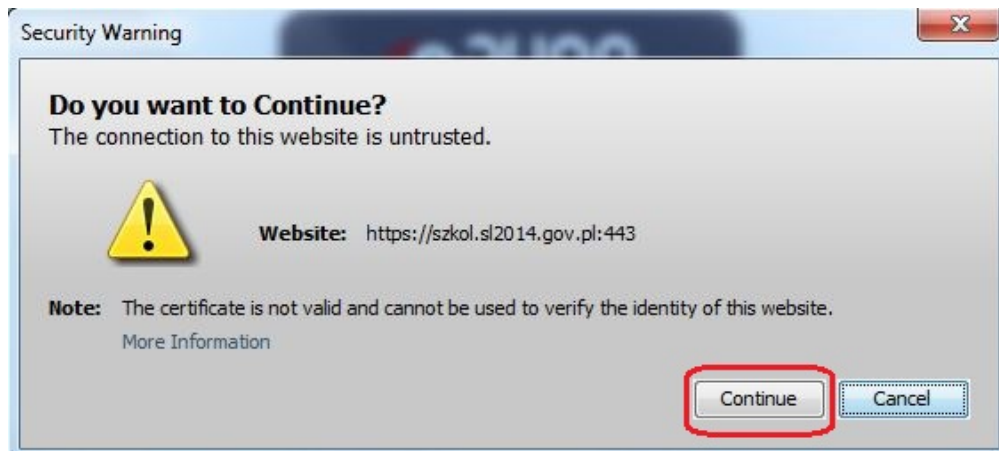 Security Warning
Do you want to Continue?
The connection to this website is untrusted.
Website: https://szkol.sl2014.gov.pl:443
Note: The certificate is not valid and cannot be used to verify the identity of this website.
More Information
Continue Cancel